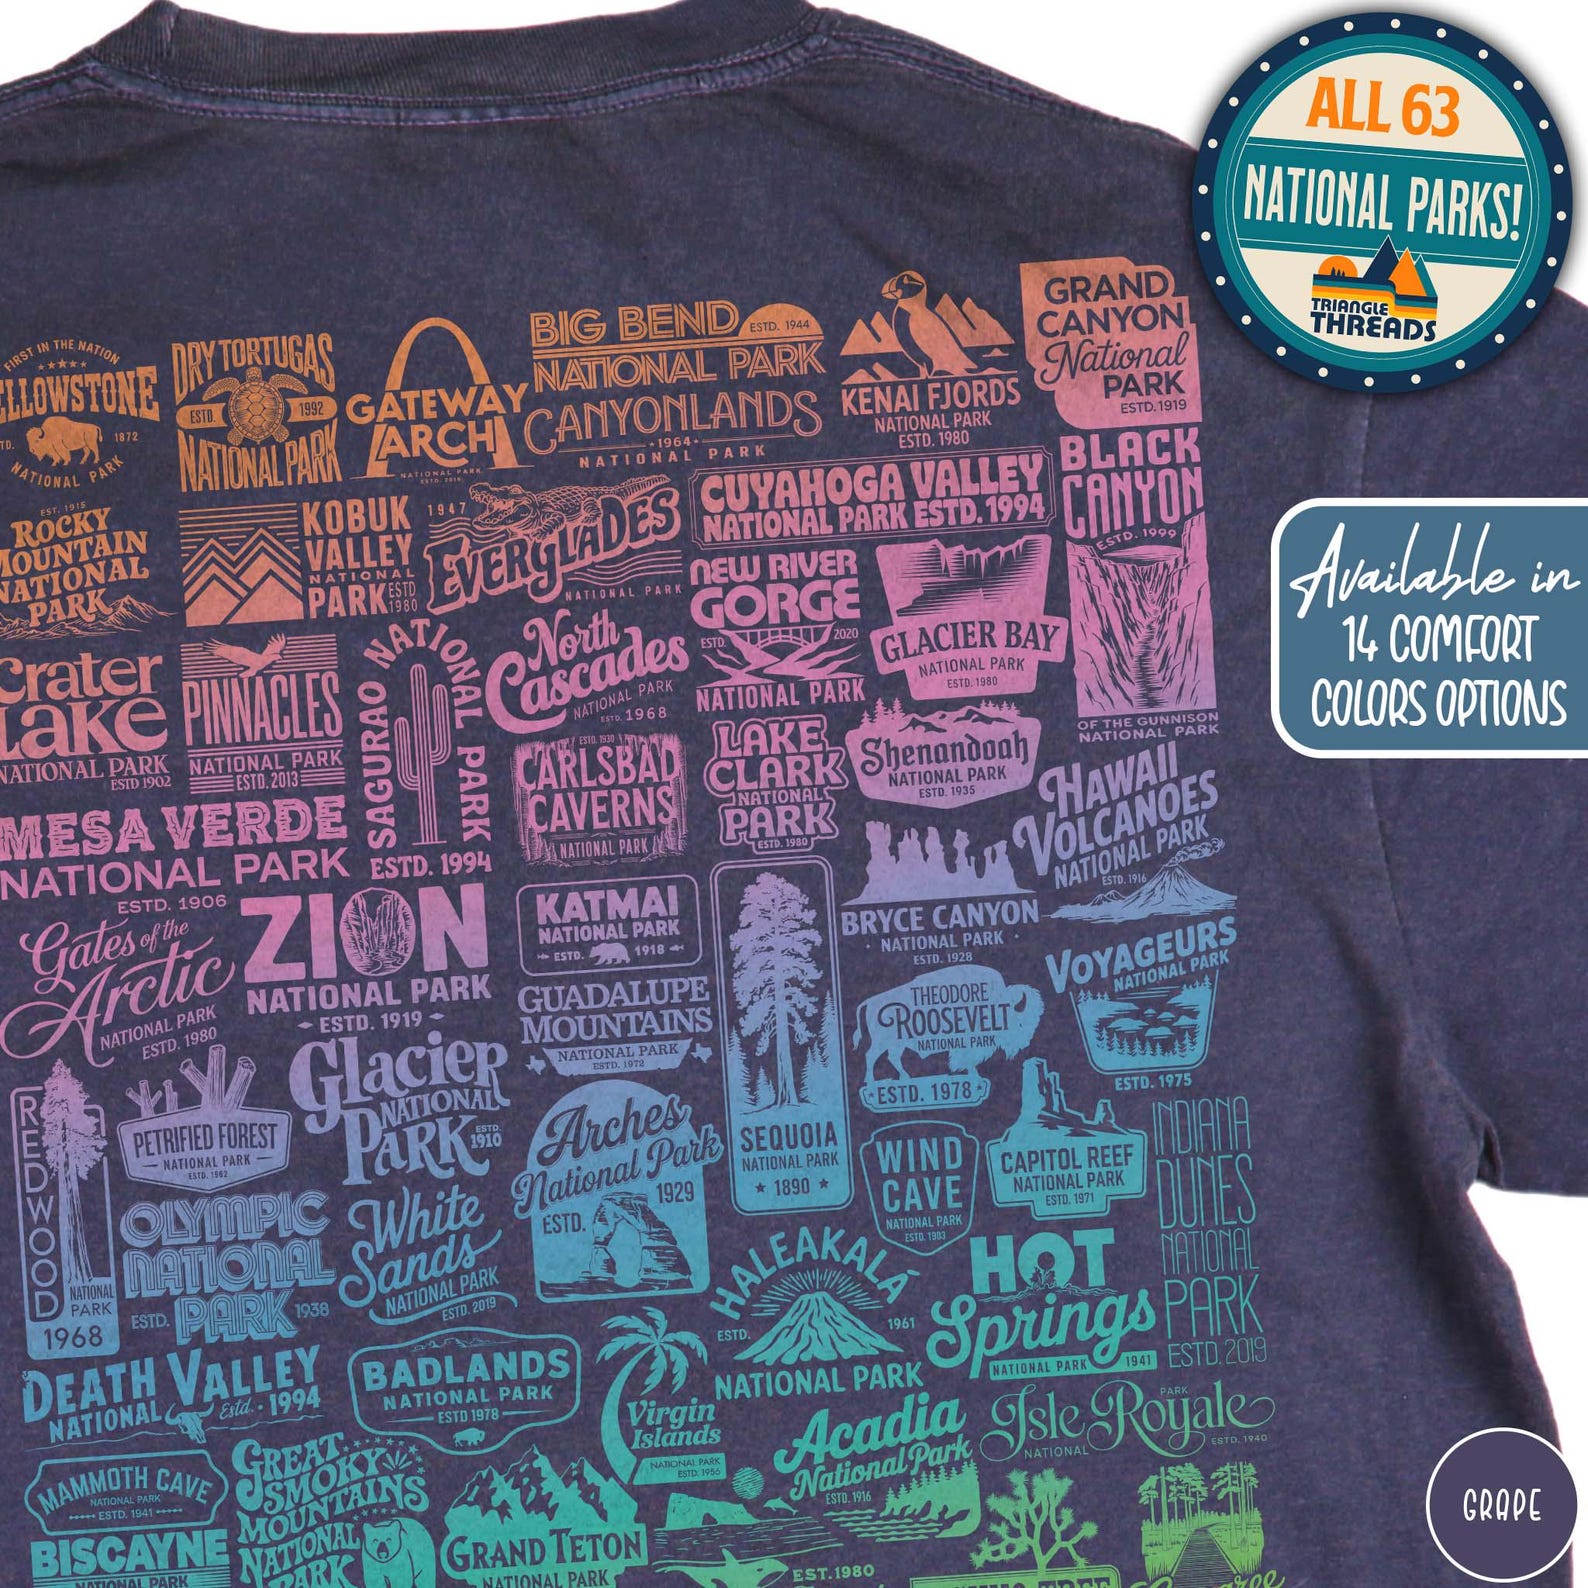 ALL 63
NATIONAL PARKS!
TRIANGLE
THREADS
Available in
14 COMFORT
COLORS OPTIONS
GRAPE
FIRST IN THE NATION
ELLOWSTONE
TD. 1872
NATIONAL PARK
DRY TORTUGAS
ESTD. 1992
NATIONAL PARK
GATEWAY
ARCH
NATIONAL PARK
ESTD. 2018
BIG BEND
ESTD. 1944
NATIONAL PARK
CANYONLANDS
•1964•
NATIONAL PARK
KENAI FJORDS
NATIONAL PARK
ESTD. 1980
GRAND
CANYON
National
PARK
ESTD. 1919
EST. 1915
ROCKY
MOUNTAIN
NATIONAL
PARK
KOBUK
VALLEY
NATIONAL
PARK ESTD 1980
1947
EVERGLADES
NATIONAL PARK
CUYAHOGA VALLEY
NATIONAL PARK ESTD. 1994
BLACK
CANYON
ESTD. 1999
OF THE GUNNISON
NATIONAL PARK
NEW RIVER
GORGE
ESTD. 2020
NATIONAL PARK
GLACIER BAY
NATIONAL PARK
ESTD. 1980
Crater
Lake
NATIONAL PARK ESTD 1902
PINNACLES
NATIONAL PARK
ESTD. 2013
SAGURAO NATIONAL PARK
ESTD. 1994
North
Cascades
NATIONAL PARK
ESTD. 1968
ESTD. 1930
CARLSBAD
CAVERNS
NATIONAL PARK
LAKE
CLARK
NATIONAL
PARK
ESTD. 1980
Shenandoah
NATIONAL PARK
ESTD. 1935
HAWAII
VOLCANOES
NATIONAL PARK
ESTD. 1916
MESA VERDE
NATIONAL PARK
ESTD. 1906
ZION
NATIONAL PARK
ESTD. 1919
KATMAI
NATIONAL PARK
ESTD. 1918
BRYCE CANYON
NATIONAL PARK
ESTD. 1928
Gates of the
Arctic
NATIONAL PARK
ESTD. 1980
GUADALUPE
MOUNTAINS
NATIONAL PARK
ESTD. 1972
SEQUOIA
NATIONAL PARK
★ 1890 ★
THEODORE
ROOSEVELT
NATIONAL PARK
ESTD. 1978
VOYAGEURS
NATIONAL PARK
ESTD. 1975
REDWOOD
NATIONAL
PARK
1968
PETRIFIED FOREST
NATIONAL PARK
ESTD. 1962
Glacier
NATIONAL
PARK
ESTD. 1910
Arches
National Park
1929
ESTD.
WIND
CAVE
NATIONAL PARK
ESTD. 1903
CAPITOL REEF
NATIONAL PARK
ESTD. 1971
INDIANA
DUNES
NATIONAL
PARK
ESTD. 2019
OLYMPIC
NATIONAL
ESTD. PARK 1938
White
Sands
NATIONAL PARK
ESTD. 2019
HALEAKALÁ
ESTD. 1961
NATIONAL PARK
HOT
Springs
NATIONAL PARK 1941
DEATH VALLEY
NATIONAL Estd. • 1994
BADLANDS
NATIONAL PARK
ESTD 1978
Virgin
Islands
NATIONAL PARK
ESTD. 1956
Acadia
National Park
ESTD. 1916
Isle Royale
PARK
NATIONAL
ESTD. 1940
MAMMOTH CAVE
NATIONAL PARK
ESTD. 1941
GREAT
SMOKY
MOUNTAINS
NATIONAL
PARK
GRAND TETON
NATIONAL PARK
EST. 1980
BISCAYNE
NATIONAL PARK